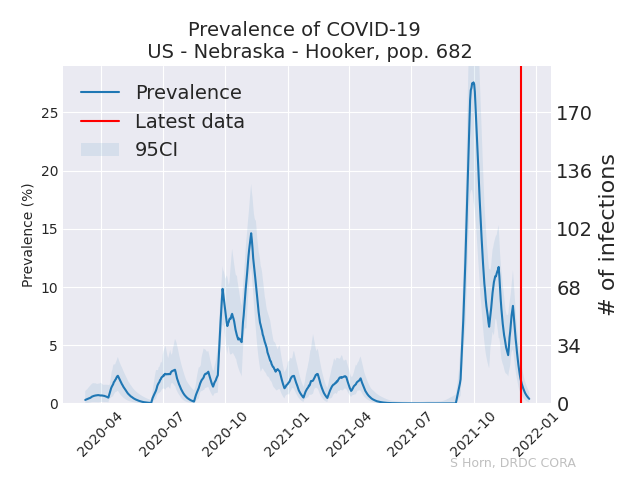 Prevalence of COVID-19
US - Nebraska - Hooker, pop. 682
Prevalence
Latest data
95CI
Prevalence (%)
25
20
15
10
5
0
170
136
102
68
34
0
# of infections
2020-04
2020-07
2020-10
2021-01
2021-04
2021-07
2021-10
2022-01
S Horn, DRDC CORA